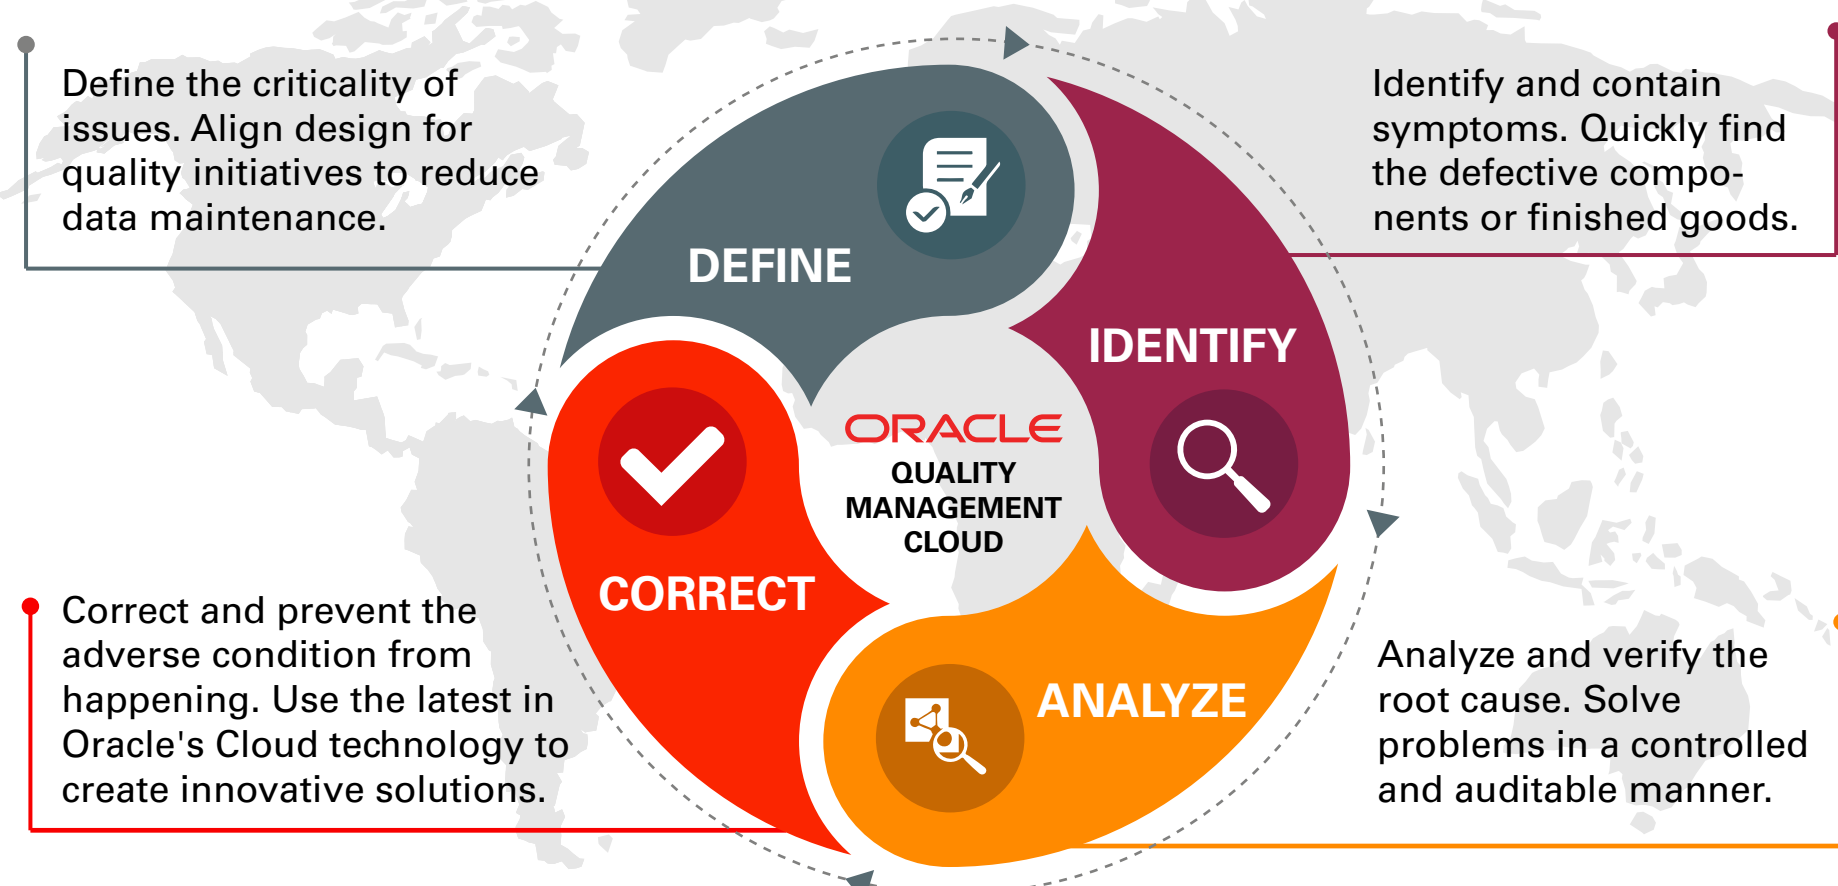 Define the criticality of
issues. Align design for
quality initiatives to reduce
data maintenance.
DEFINE
Identify and contain
symptoms. Quickly find
the defective compo-
nents or finished goods.
IDENTIFY
ORACLE
QUALITY
MANAGEMENT
CLOUD
CORRECT
Correct and prevent the
adverse condition from
happening. Use the latest in
Oracle's Cloud technology to
create innovative solutions.
ANALYZE
Analyze and verify the
root cause. Solve
problems in a controlled
and auditable manner.